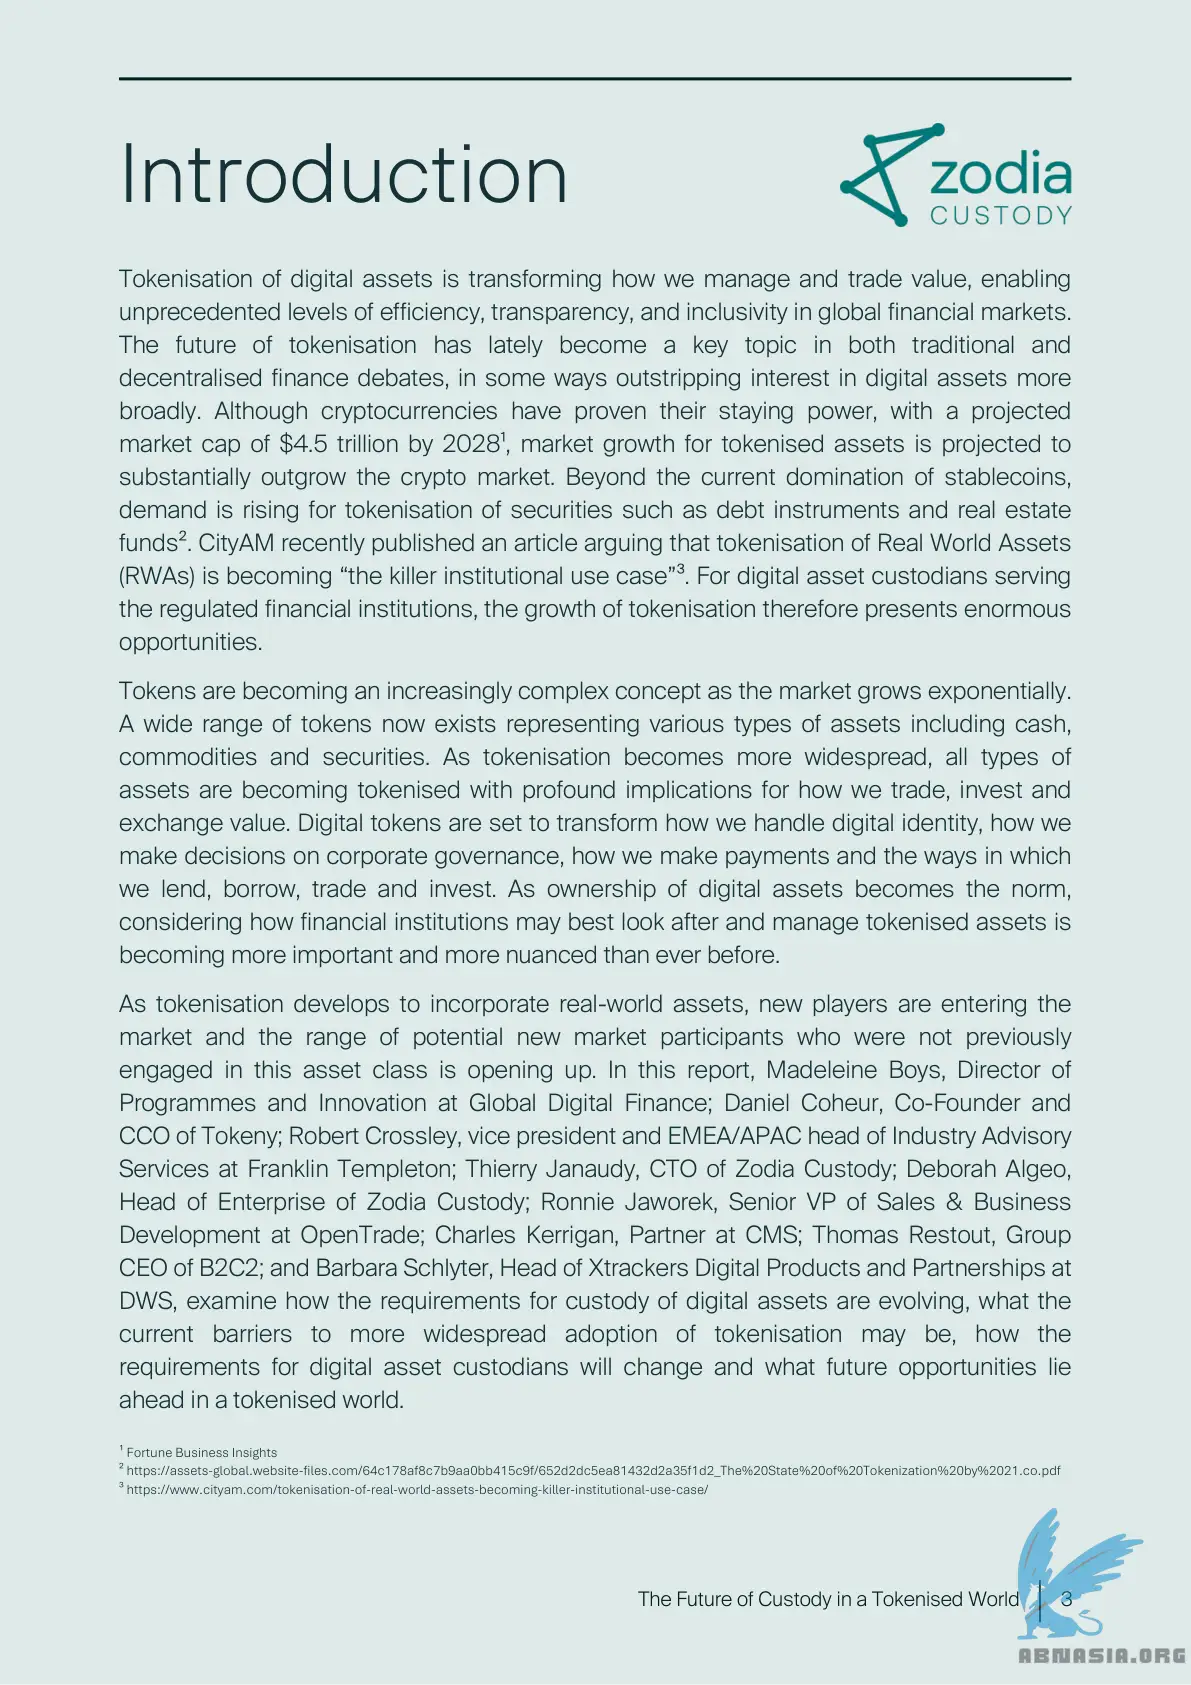 Introduction
zodia
CUSTODY
Tokenisation of digital assets is transforming how we manage and trade value, enabling
unprecedented levels of efficiency, transparency, and inclusivity in global financial markets.
The future of tokenisation has lately become a key topic in both traditional and
decentralised finance debates, in some ways outstripping interest in digital assets more
broadly. Although cryptocurrencies have proven their staying power, with a projected
market cap of $4.5 trillion by 2028¹, market growth for tokenised assets is projected to
substantially outgrow the crypto market. Beyond the current domination of stablecoins,
demand is rising for tokenisation of securities such as debt instruments and real estate
funds². CityAM recently published an article arguing that tokenisation of Real World Assets
(RWAs) is becoming “the killer institutional use case”³. For digital asset custodians serving
the regulated financial institutions, the growth of tokenisation therefore presents enormous
opportunities.
Tokens are becoming an increasingly complex concept as the market grows exponentially.
A wide range of tokens now exists representing various types of assets including cash,
commodities and securities. As tokenisation becomes more widespread, all types of
assets are becoming tokenised with profound implications for how we trade, invest and
exchange value. Digital tokens are set to transform how we handle digital identity, how we
make decisions on corporate governance, how we make payments and the ways in which
we lend, borrow, trade and invest. As ownership of digital assets becomes the norm,
considering how financial institutions may best look after and manage tokenised assets is
becoming more important and more nuanced than ever before.
As tokenisation develops to incorporate real-world assets, new players are entering the
market and the range of potential new market participants who were not previously
engaged in this asset class is opening up. In this report, Madeleine Boys, Director of
Programmes and Innovation at Global Digital Finance; Daniel Coheur, Co-Founder and
CCO of Tokeny; Robert Crossley, vice president and EMEA/APAC head of Industry Advisory
Services at Franklin Templeton; Thierry Janaudy, CTO of Zodia Custody; Deborah Algeo,
Head of Enterprise of Zodia Custody; Ronnie Jaworek, Senior VP of Sales & Business
Development at OpenTrade; Charles Kerrigan, Partner at CMS; Thomas Restout, Group
CEO of B2C2; and Barbara Schlyter, Head of Xtrackers Digital Products and Partnerships at
DWS, examine how the requirements for custody of digital assets are evolving, what the
current barriers to more widespread adoption of tokenisation may be, how the
requirements for digital asset custodians will change and what future opportunities lie
ahead in a tokenised world.
¹ Fortune Business Insights
² https://assets-global.website-files.com/64c178af8c7b9aa0bb415c9f/652d2dc5ea81432d2a35f1d2_The%20State%20of%20Tokenization%20by%2021.co.pdf
³ https://www.cityam.com/tokenisation-of-real-world-assets-becoming-killer-institutional-use-case/
The Future of Custody in a Tokenised World | 3
ABNASIA.ORG